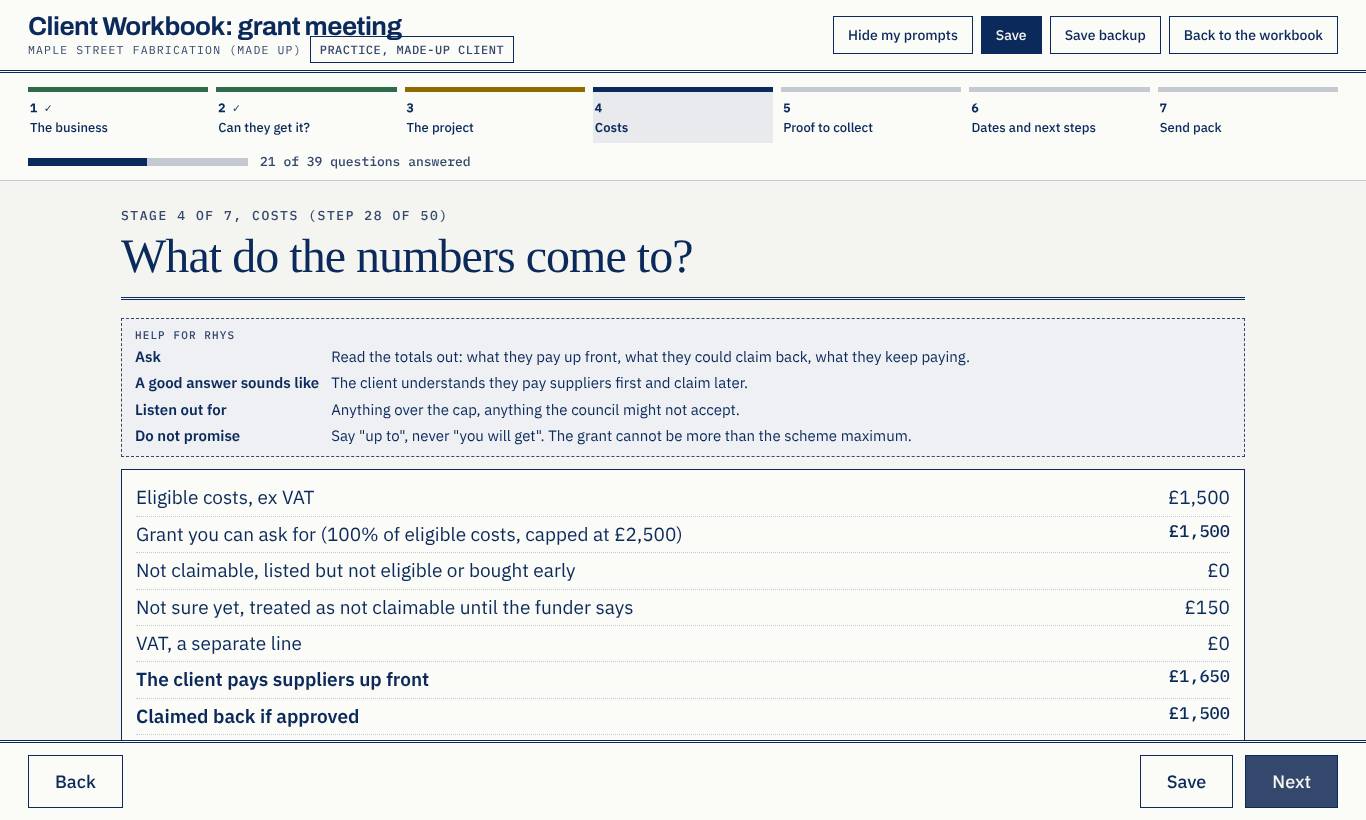 Client Workbook: grant meeting
MAPLE STREET FABRICATION (MADE UP) PRACTICE, MADE-UP CLIENT
Hide my prompts Save Save backup Back to the workbook
1 ✓ 2 ✓ 3 4 5 6 7
The business Can they get it? The project Costs Proof to collect Dates and next steps Send pack
21 of 39 questions answered
STAGE 4 OF 7, COSTS (STEP 28 OF 50)
What do the numbers come to?
HELP FOR RHYS
Ask Read the totals out: what they pay up front, what they could claim back, what they keep paying.
A good answer sounds like The client understands they pay suppliers first and claim later.
Listen out for Anything over the cap, anything the council might not accept.
Do not promise Say "up to", never "you will get". The grant cannot be more than the scheme maximum.
Eligible costs, ex VAT £1,500
Grant you can ask for (100% of eligible costs, capped at £2,500) £1,500
Not claimable, listed but not eligible or bought early £0
Not sure yet, treated as not claimable until the funder says £150
VAT, a separate line £0
The client pays suppliers up front £1,650
Claimed back if approved £1,500
Back Save Next